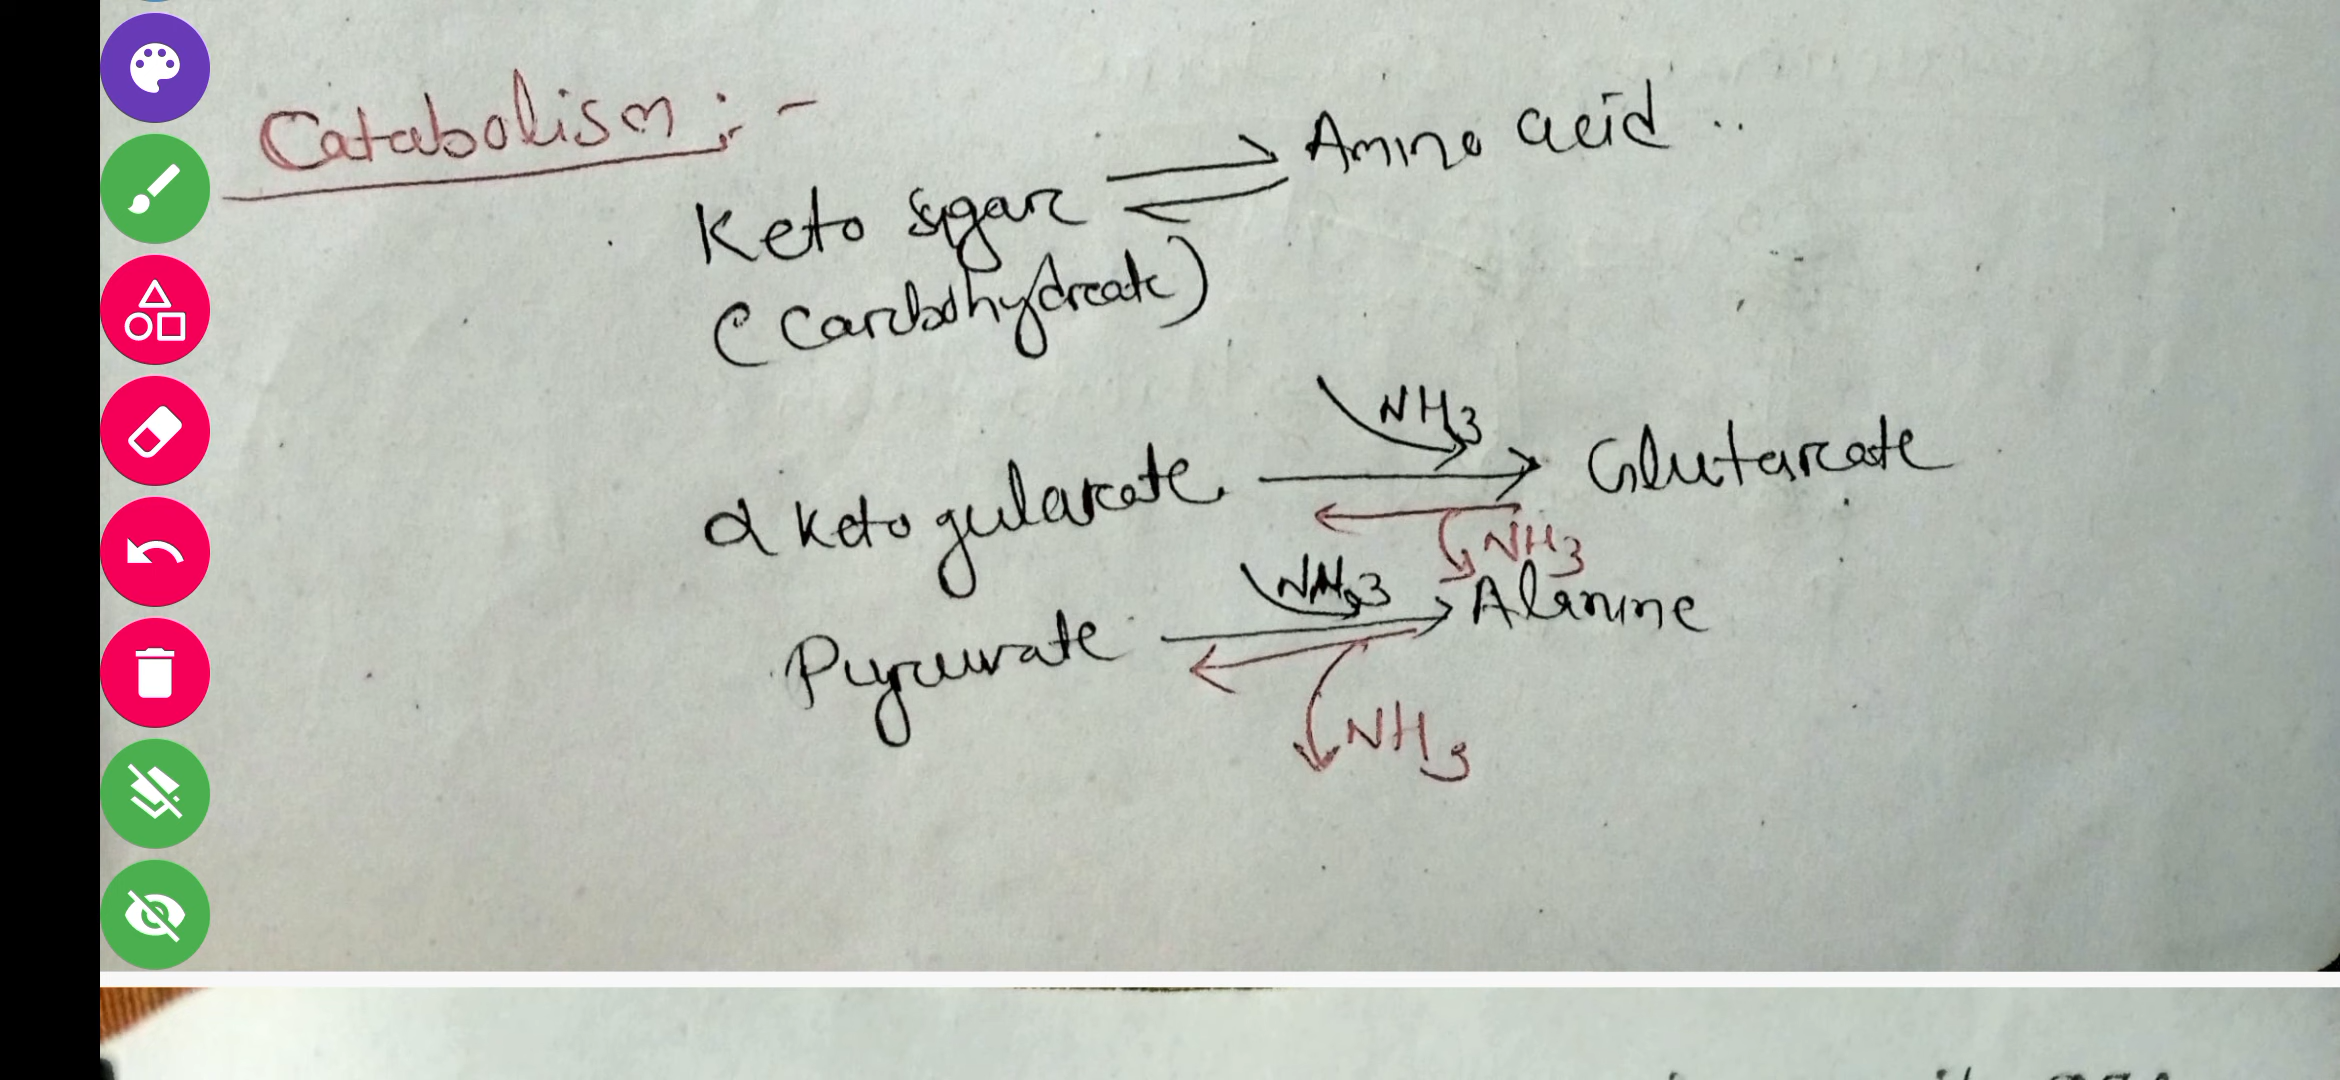 Catabolism :-
Keto sugar ⇌ Amino acid ..
(Carbohydrate)
NH3
α Keto gularate → Glutarate
NH3
NH3
Pyruvate → Alanine
NH3